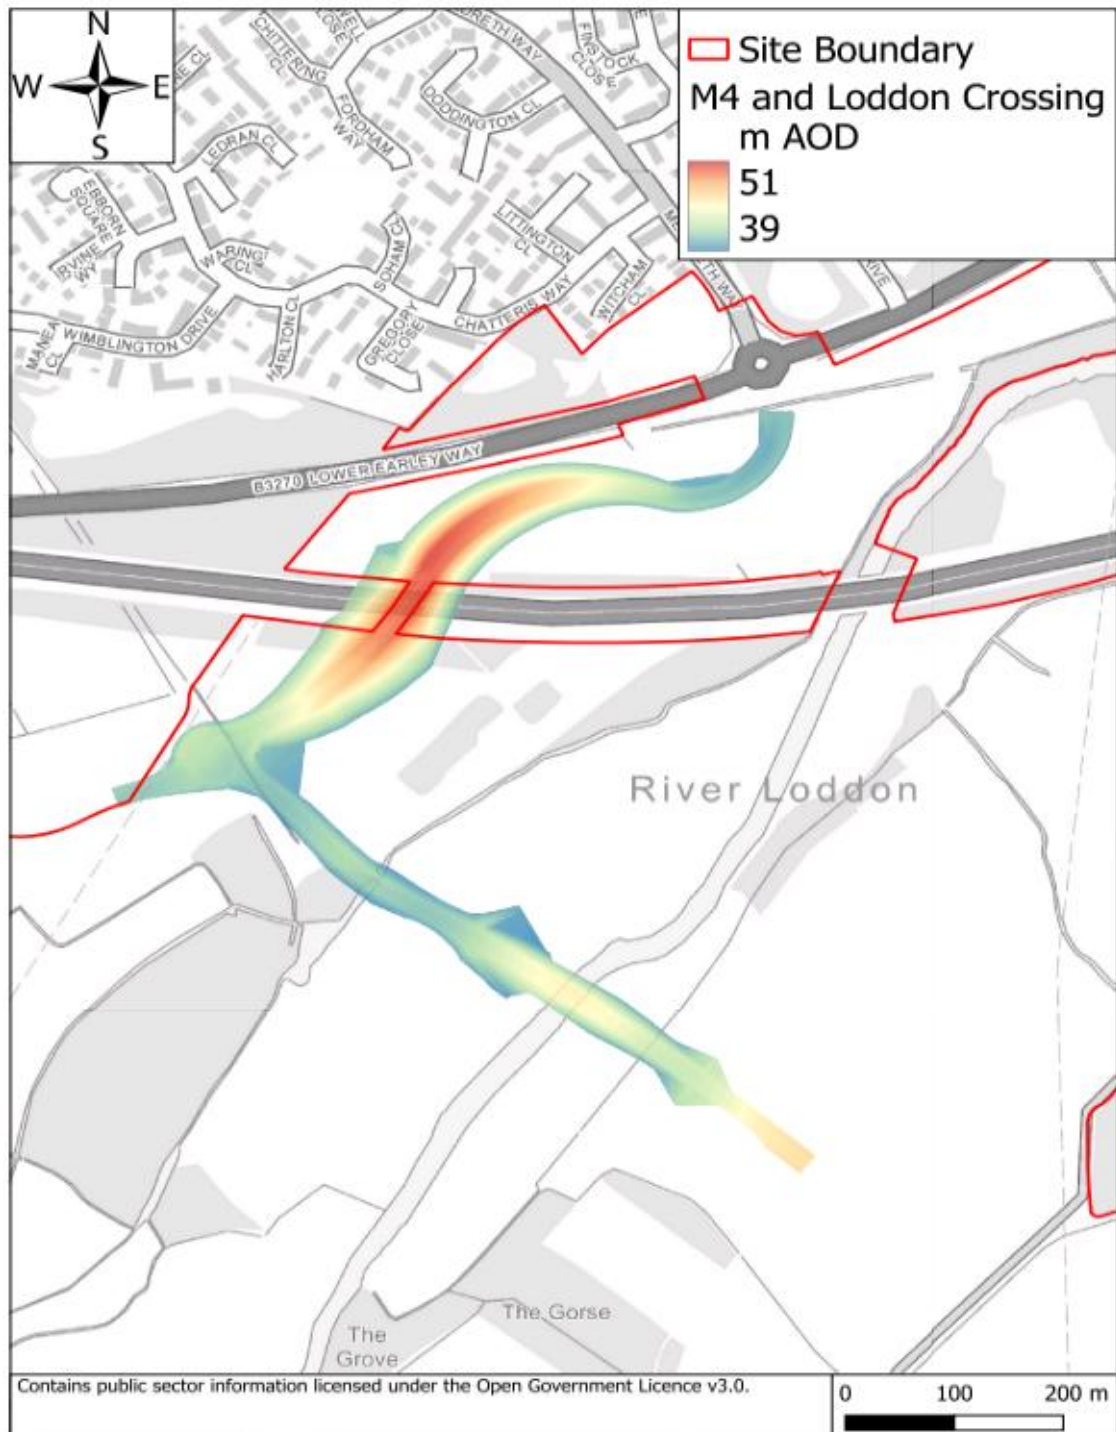 N
W
E
S
Site Boundary
M4 and Loddon Crossing
m AOD
51
39
CHITTERING
CL
FORDHAM
WAY
DODDINGTON CL
FINSTOCK
CLOSE
LEDRAN CL
EBBORN
SQUARE
IRVINE
WY
WARING
CL
SOHAM CL
LITTINGTON
CL
WITCHAM
CL
CHATTERIS WAY
GREGORY
CLOSE
HARLTON CL
WIMBLINGTON DRIVE
MANEA
CL
B3270 LOWER EARLEY WAY
River Loddon
The Gorse
The
Grove
Contains public sector information licensed under the Open Government Licence v3.0.
0 100 200 m